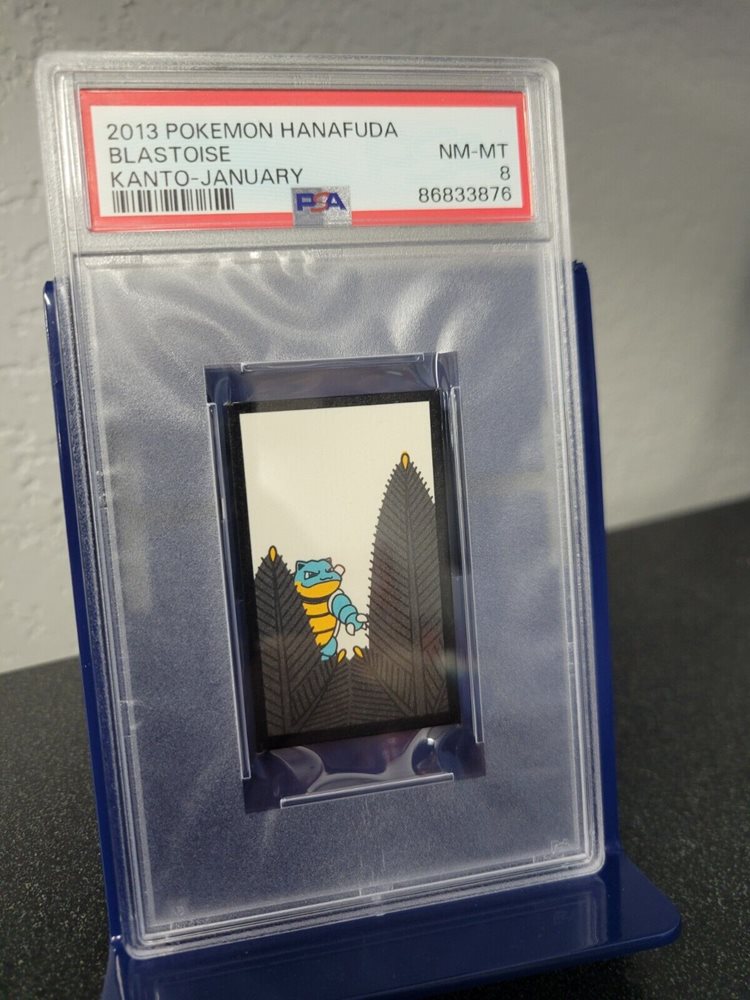 2013 POKEMON HANAFUDA
BLASTOISE NM-MT
KANTO-JANUARY 8
PSA 86833876